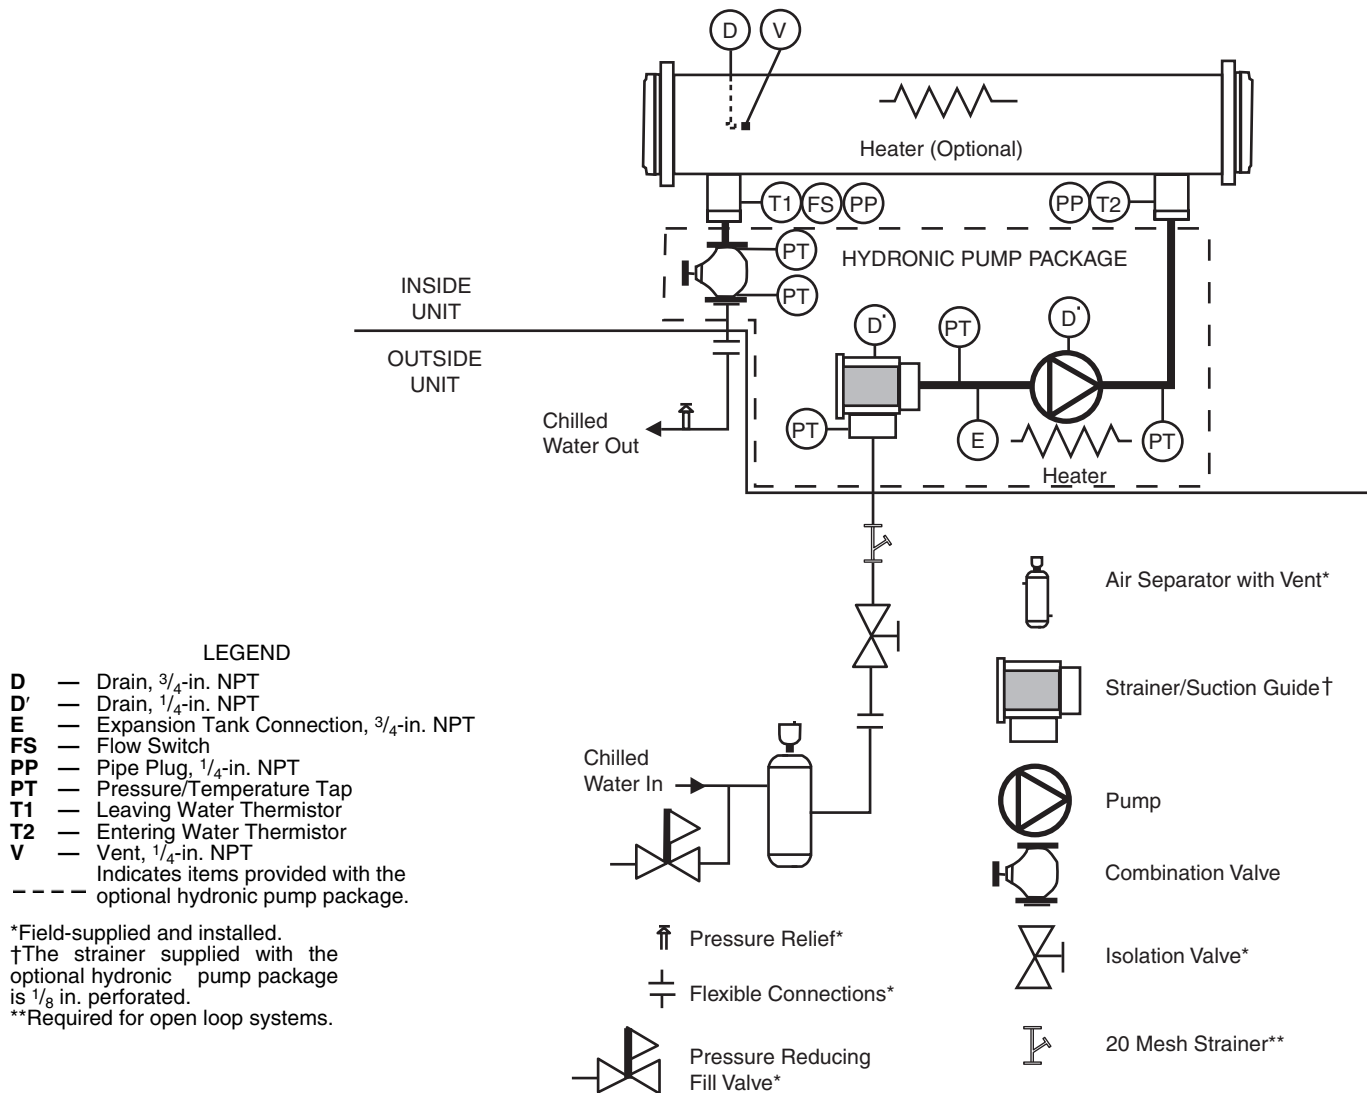 D V
Heater (Optional)
T1 FS PP
PP T2
PT
HYDRONIC PUMP PACKAGE
PT
INSIDE
UNIT
OUTSIDE
UNIT
D'
PT
D'
Chilled
Water Out
PT
E
PT
Heater
Air Separator with Vent*
Strainer/Suction Guide†
Pump
Combination Valve
Isolation Valve*
20 Mesh Strainer**
Chilled
Water In
Pressure Relief*
Flexible Connections*
Pressure Reducing
Fill Valve*
LEGEND
D — Drain, 3/4-in. NPT
D′ — Drain, 1/4-in. NPT
E — Expansion Tank Connection, 3/4-in. NPT
FS — Flow Switch
PP — Pipe Plug, 1/4-in. NPT
PT — Pressure/Temperature Tap
T1 — Leaving Water Thermistor
T2 — Entering Water Thermistor
V — Vent, 1/4-in. NPT
Indicates items provided with the
optional hydronic pump package.
*Field-supplied and installed.
†The strainer supplied with the
optional hydronic pump package
is 1/8 in. perforated.
**Required for open loop systems.